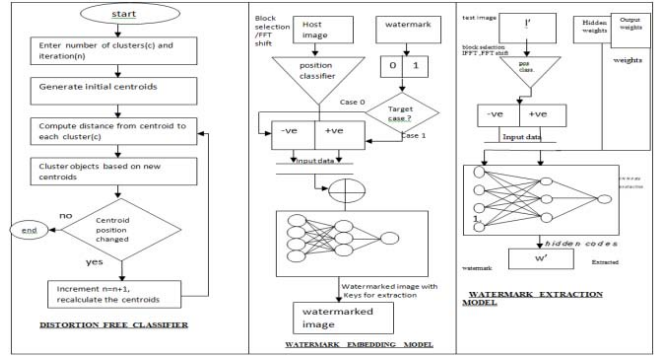 start
Enter number of clusters(c) and
iteration(n)
Generate initial centroids
Compute distance from centroid to
each cluster(c)
Cluster objects based on new
centroids
no
Centroid
position
changed
end
yes
Increment n=n+1,
recalculate the centroids
DISTORTION FREE CLASSIFIER
Block
selection
/FFT
shift
Host
image
watermark
position
classifier
0 1
Case 0
Target
case ?
-ve +ve
Case 1
Input data
Watermarked image with
Keys for extraction
watermarked
image
WATERMARK EMBEDDING MODEL
test image
I'
Hidden
weights
Output
weights
block selection
IFFT ,FFT shift
pos
class.
weights
-ve +ve
Input data
1.
hidden codes
watermark
w'
Extracted
WATERMARK EXTRACTION
MODEL